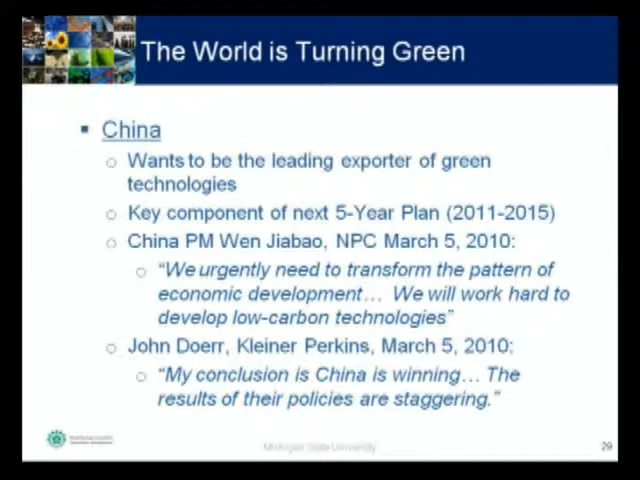 The World is Turning Green
▪ China
○ Wants to be the leading exporter of green
technologies
○ Key component of next 5-Year Plan (2011-2015)
○ China PM Wen Jiabao, NPC March 5, 2010:
○ “We urgently need to transform the pattern of
economic development… We will work hard to
develop low-carbon technologies”
○ John Doerr, Kleiner Perkins, March 5, 2010:
○ “My conclusion is China is winning… The
results of their policies are staggering.”
Michigan State University
29